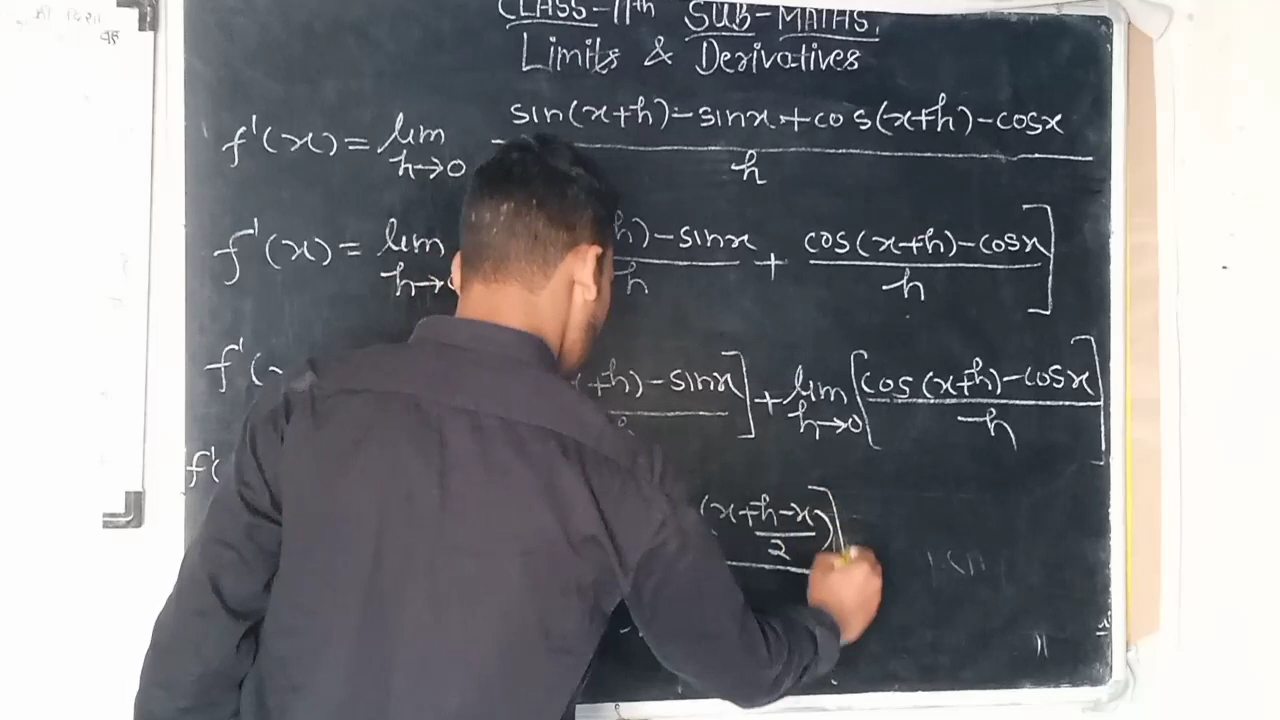 की दिशा
CLASS-11th SUB-MATHS,
Limits & Derivatives
f'(x) = lim h→0 sin(x+h)-sinx+cos(x+h)-cosx / h
f'(x) = lim h→ h)-sinx / h + cos(x+h)-cosx / h ]
f'( +h)-sinx ] + lim h→0 [ cos(x+h)-cosx / h ]
f'( (x+h-x / 2) ]